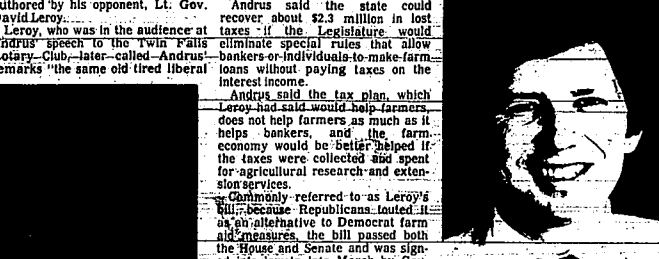 authored by his opponent, Lt. Gov.
David Leroy.
Leroy, who was in the audience at
Andrus' speech to the Twin Falls
Rotary Club, later called Andrus'
remarks "the same old tired liberal
Andrus said the state could
recover about $2.3 million in lost
taxes if the Legislature would
eliminate special rules that allow
bankers or individuals to make farm
loans without paying taxes on the
interest income.
Andrus said the tax plan, which
Leroy had said would help farmers,
does not help farmers as much as it
helps bankers, and the farm
economy would be better helped if
the taxes were collected and spent
for agricultural research and exten-
sion services.
Commonly referred to as Leroy's
bill, because Republicans touted it
as an alternative to Democrat farm
aid measures, the bill passed both
the House and Senate and was sign-